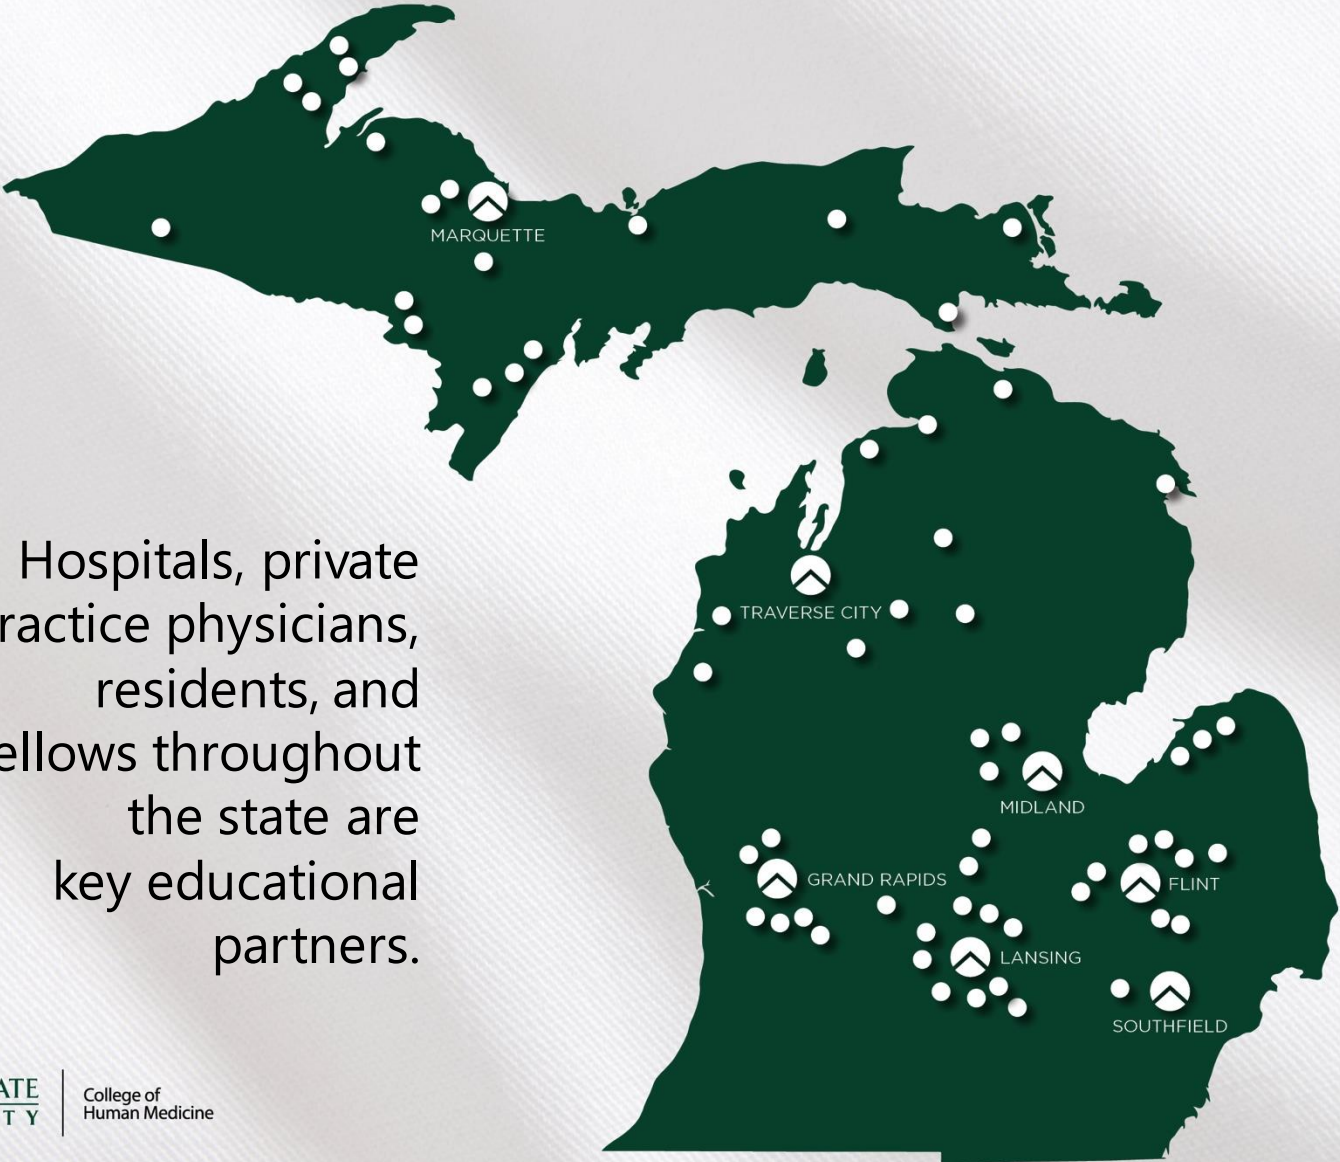 MARQUETTE
TRAVERSE CITY
MIDLAND
GRAND RAPIDS
FLINT
LANSING
SOUTHFIELD
Hospitals, private
ractice physicians,
residents, and
ellows throughout
the state are
key educational
partners.
ATE
T Y
College of
Human Medicine